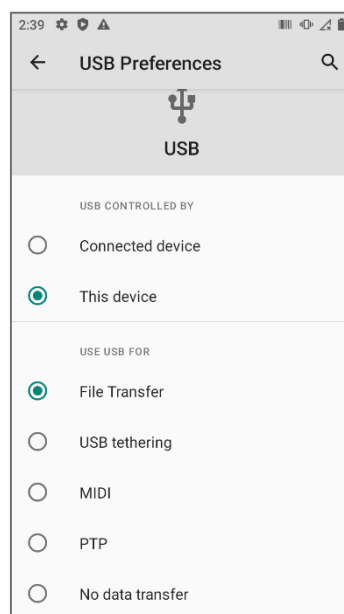 2:39
USB Preferences
USB
USB CONTROLLED BY
Connected device
This device
USE USB FOR
File Transfer
USB tethering
MIDI
PTP
No data transfer